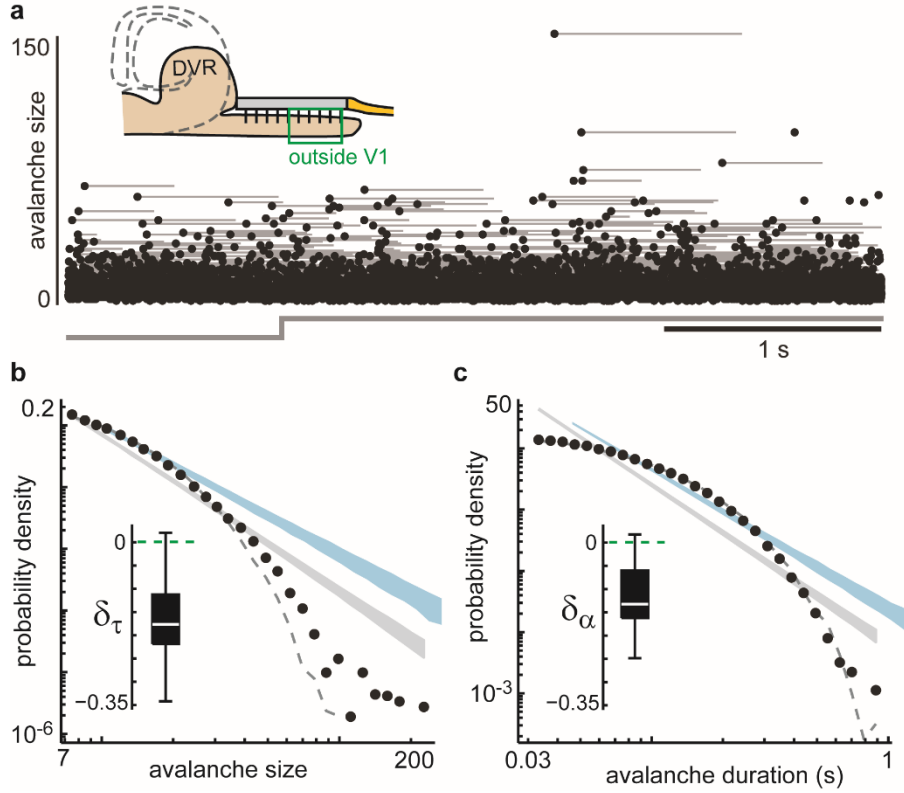 a
150
avalanche size
0
DVR
outside V1
1 s
b
0.2
probability density
10⁻⁶
7
avalanche size
200
0
δτ
−0.35
c
50
probability density
10⁻³
0.03
avalanche duration (s)
1
0
δα
−0.35